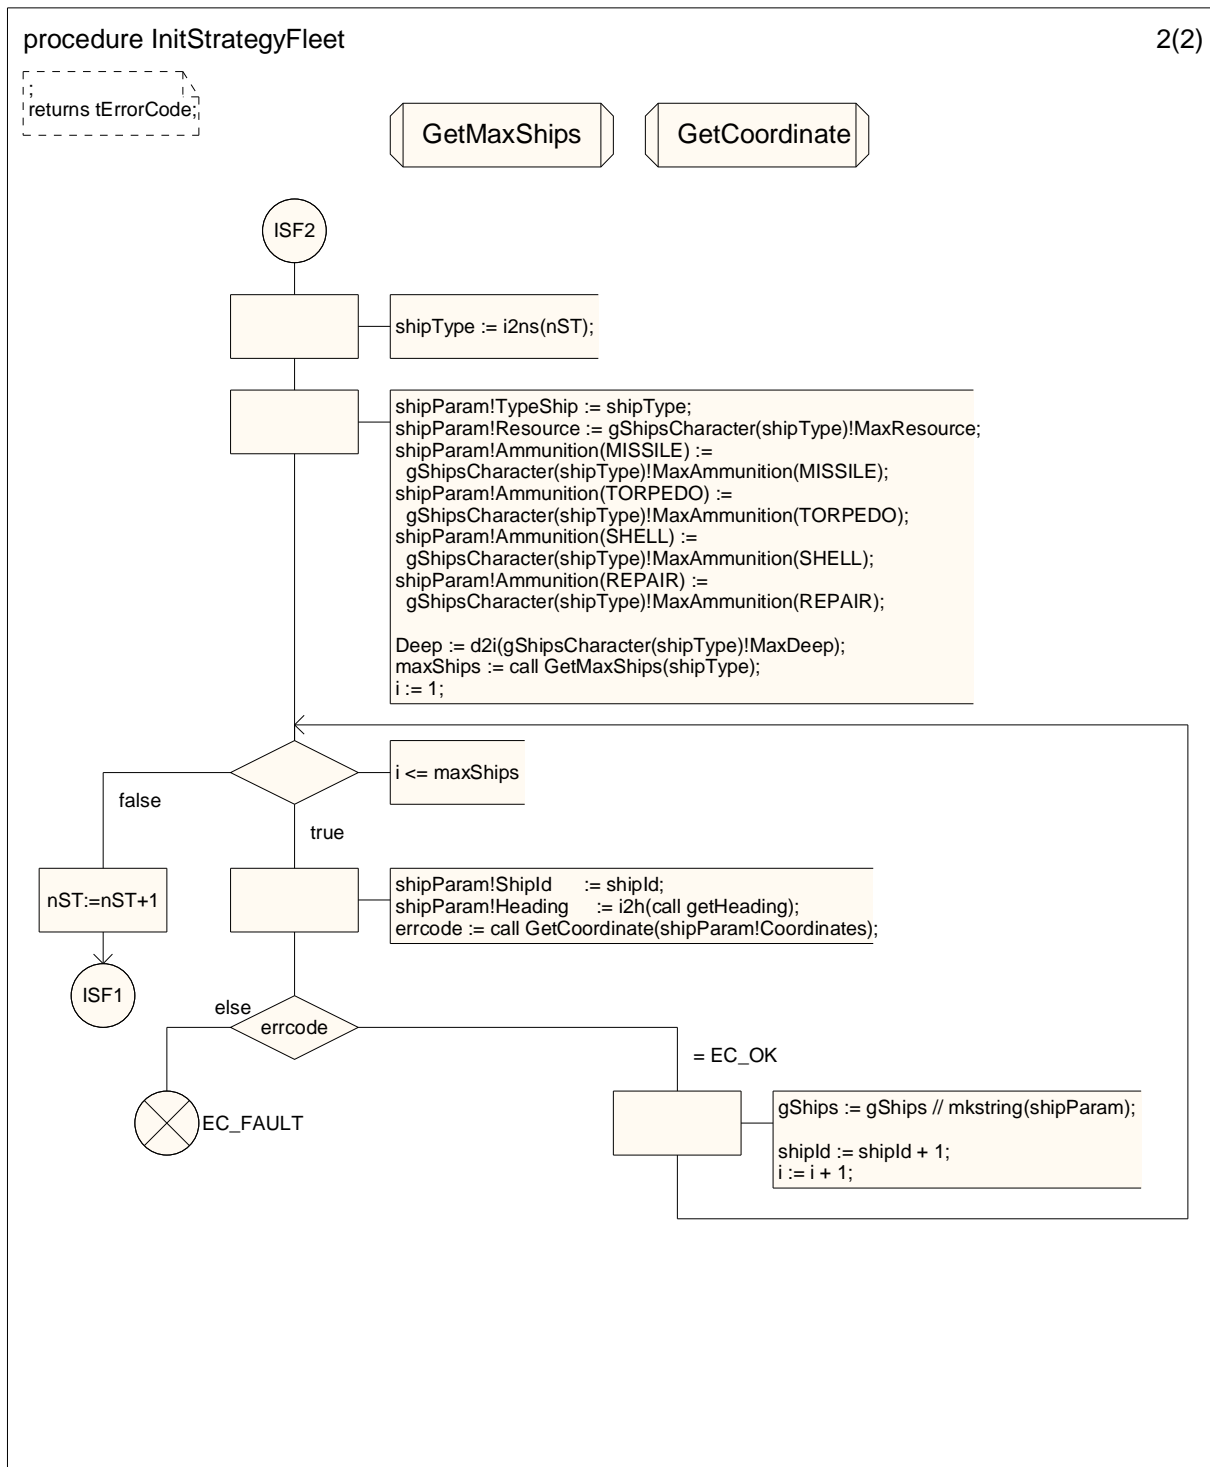 procedure InitStrategyFleet
2(2)
;
returns tErrorCode;
GetMaxShips
GetCoordinate
ISF2
shipType := i2ns(nST);
shipParam!TypeShip := shipType;
shipParam!Resource := gShipsCharacter(shipType)!MaxResource;
shipParam!Ammunition(MISSILE) :=
gShipsCharacter(shipType)!MaxAmmunition(MISSILE);
shipParam!Ammunition(TORPEDO) :=
gShipsCharacter(shipType)!MaxAmmunition(TORPEDO);
shipParam!Ammunition(SHELL) :=
gShipsCharacter(shipType)!MaxAmmunition(SHELL);
shipParam!Ammunition(REPAIR) :=
gShipsCharacter(shipType)!MaxAmmunition(REPAIR);
Deep := d2i(gShipsCharacter(shipType)!MaxDeep);
maxShips := call GetMaxShips(shipType);
i := 1;
i <= maxShips
false
true
nST:=nST+1
shipParam!ShipId := shipId;
shipParam!Heading := i2h(call getHeading);
errcode := call GetCoordinate(shipParam!Coordinates);
ISF1
else
errcode
= EC_OK
EC_FAULT
gShips := gShips // mkstring(shipParam);
shipId := shipId + 1;
i := i + 1;